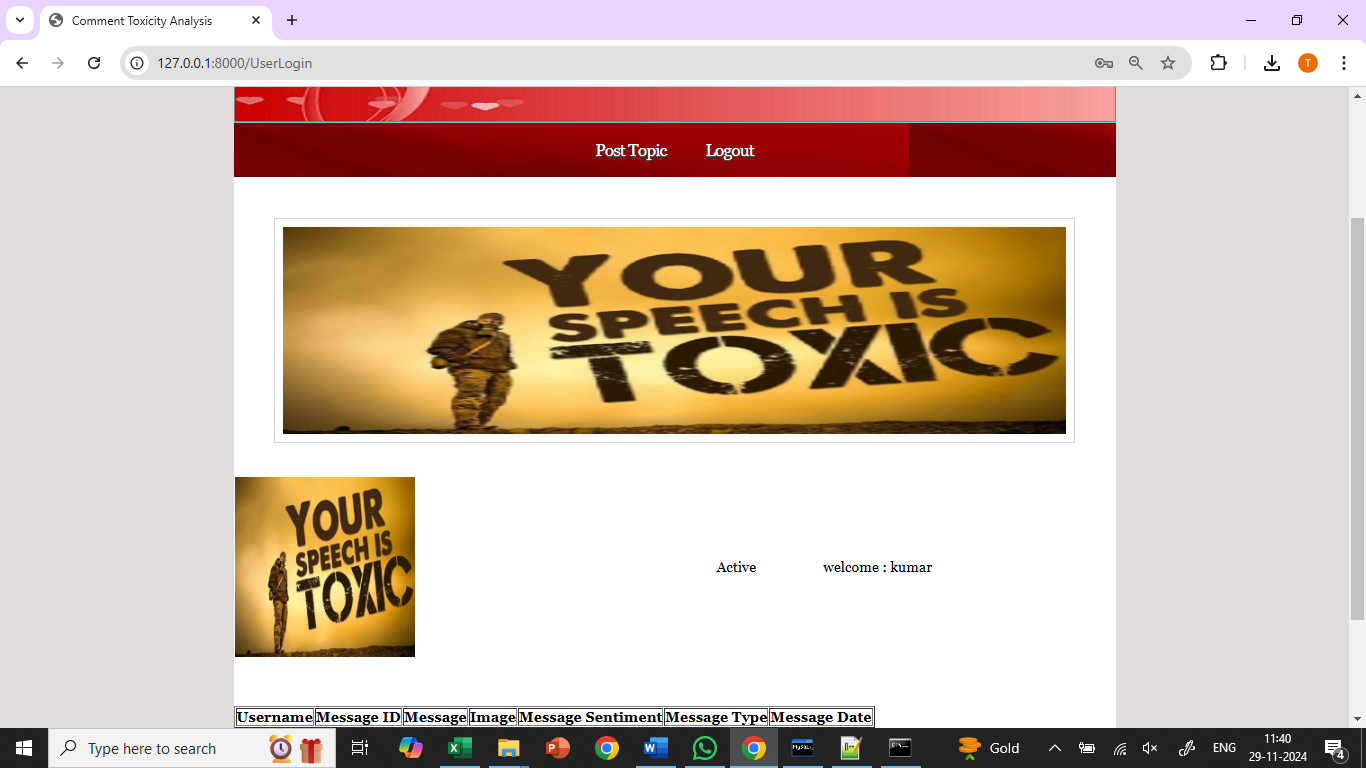 Comment Toxicity Analysis
127.0.0.1:8000/UserLogin
T
Post Topic Logout
YOUR
SPEECH IS
TOXIC
YOUR
SPEECH IS
TOXIC
Active welcome : kumar
Username Message ID Message Image Message Sentiment Message Type Message Date
Type here to search
Gold
ENG
11:40
29-11-2024
4